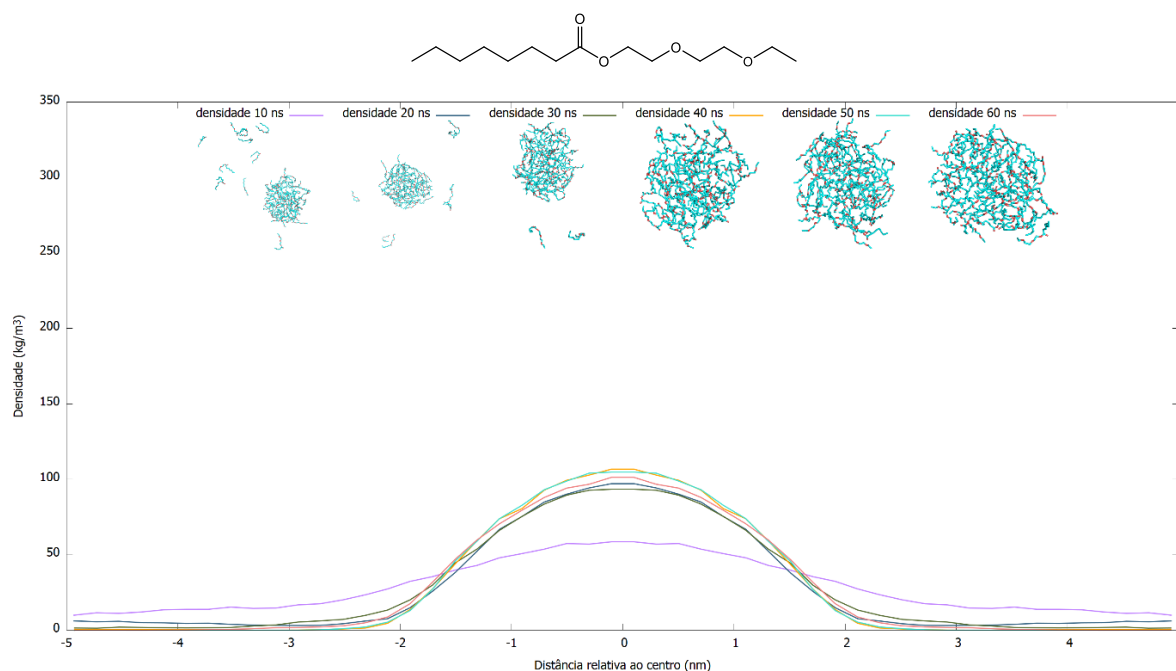 O
O
O
O
350
300
250
200
150
100
50
0
Densidade (kg/m³)
densidade 10 ns
densidade 20 ns
densidade 30 ns
densidade 40 ns
densidade 50 ns
densidade 60 ns
-5 -4 -3 -2 -1 0 1 2 3 4
Distância relativa ao centro (nm)